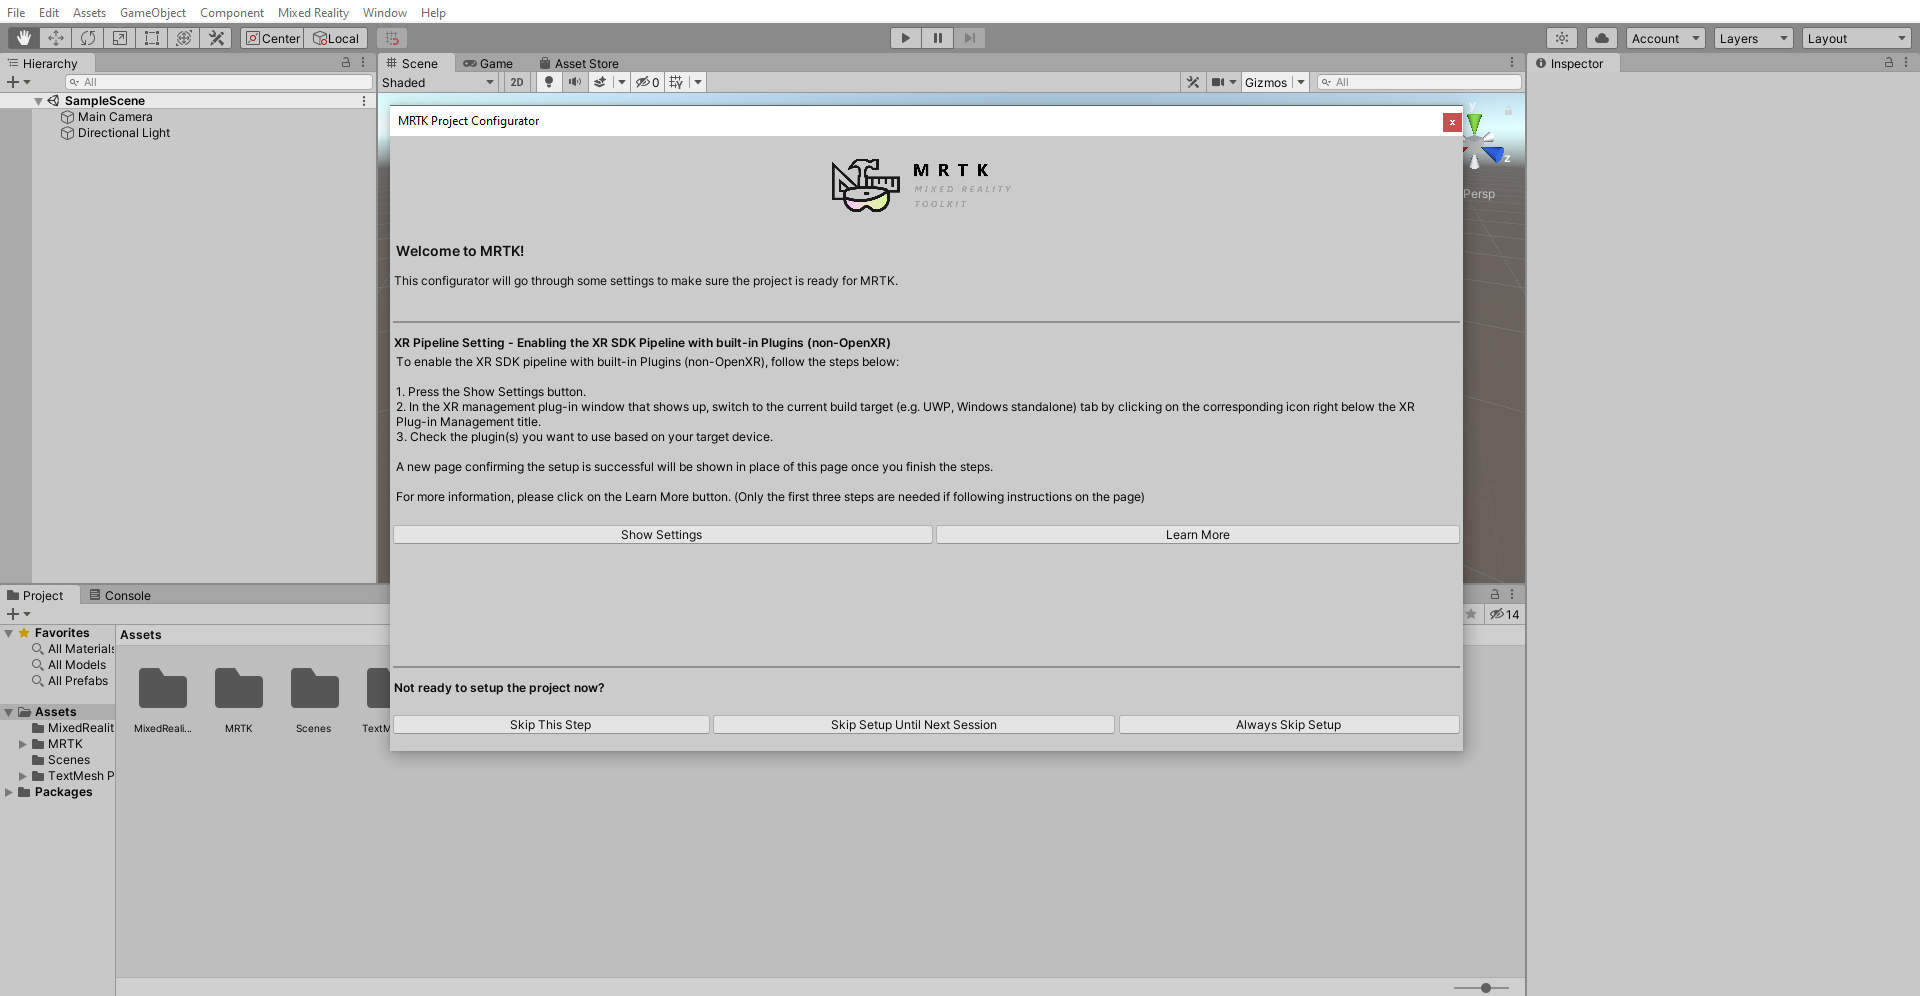 File Edit Assets GameObject Component Mixed Reality Window Help
Center Local Account Layers Layout
Hierarchy
All
SampleScene
Main Camera
Directional Light
Scene Game Asset Store
Shaded 2D 0 Gizmos All
y
z
Persp
Inspector
MRTK Project Configurator
x
MRTK
MIXED REALITY
TOOLKIT
Welcome to MRTK!
This configurator will go through some settings to make sure the project is ready for MRTK.
XR Pipeline Setting - Enabling the XR SDK Pipeline with built-in Plugins (non-OpenXR)
To enable the XR SDK pipeline with built-in Plugins (non-OpenXR), follow the steps below:
1. Press the Show Settings button.
2. In the XR management plug-in window that shows up, switch to the current build target (e.g. UWP, Windows standalone) tab by clicking on the corresponding icon right below the XR
Plug-in Management title.
3. Check the plugin(s) you want to use based on your target device.
A new page confirming the setup is successful will be shown in place of this page once you finish the steps.
For more information, please click on the Learn More button. (Only the first three steps are needed if following instructions on the page)
Show Settings Learn More
Not ready to setup the project now?
Skip This Step Skip Setup Until Next Session Always Skip Setup
Project Console
14
Favorites
All Materials
All Models
All Prefabs
Assets
MixedRealit
MRTK
Scenes
TextMesh P
Packages
Assets
MixedReali... MRTK Scenes TextM